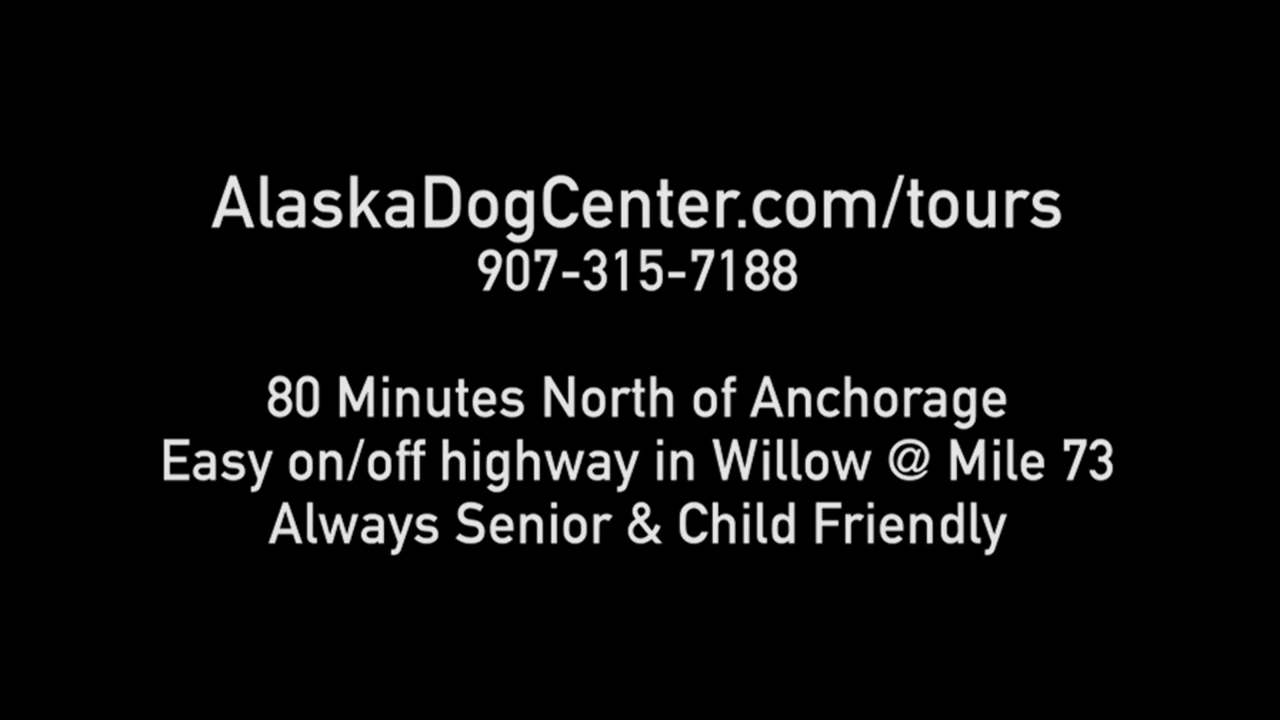 AlaskaDogCenter.com/tours
907-315-7188
80 Minutes North of Anchorage
Easy on/off highway in Willow @ Mile 73
Always Senior & Child Friendly